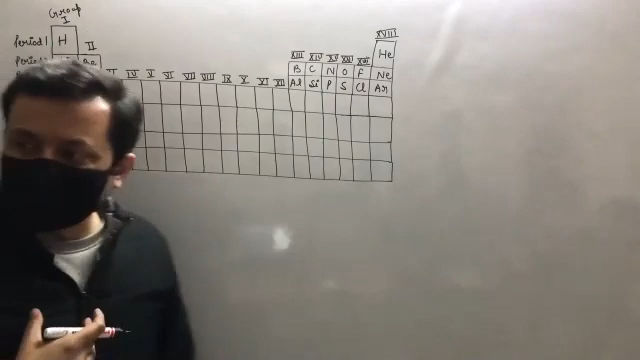 Group
I
XVIII
Period 1 H II He
XIII XIV XV XVI XVII
B C N O F Ne
IV V VI VII VIII IX X XI XII
Al Si P S Cl Ar